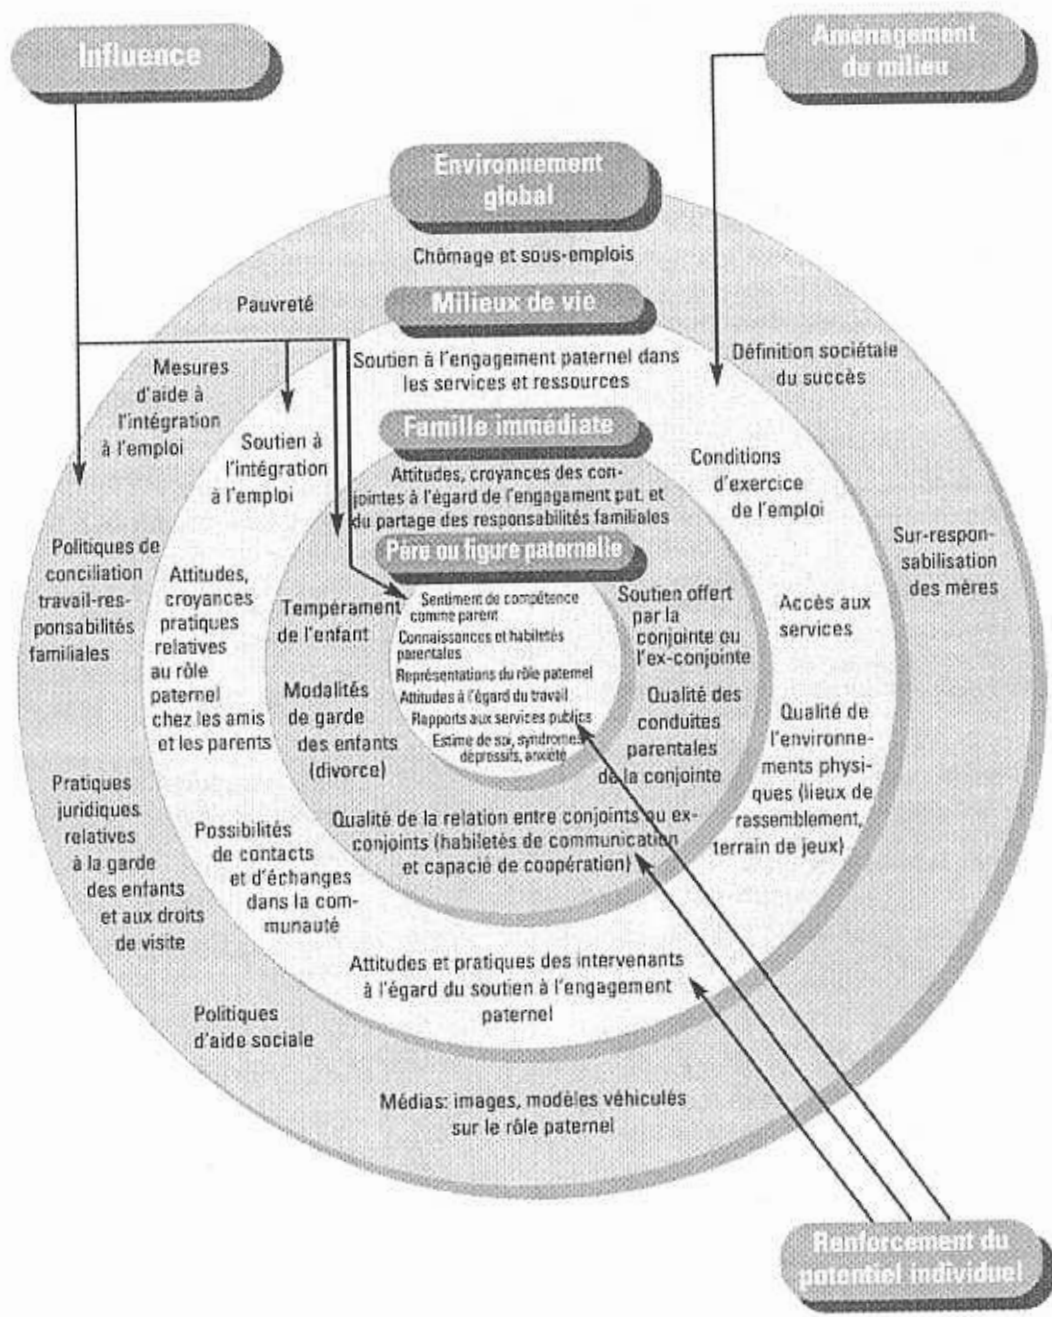 Influence
Aménagement
du milieu
Environnement
global
Chômage et sous-emplois
Pauvreté
Milieux de vie
Soutien à l'engagement paternel dans
les services et ressources
Définition sociétale
du succès
Mesures
d'aide à
l'intégration
à l'emploi
Soutien à
l'intégration
à l'emploi
Famille immédiate
Attitudes, croyances des con-
jointes à l'égard de l'engagement pat. et
du partage des responsabilités familiales
Conditions
d'exercice
de l'emploi
Père ou figure paternelle
Sentiment de compétence
comme parent
Connaissances et habiletés
parentales
Représentations du rôle paternel
Attitudes à l'égard du travail
Rapports aux services publics
Estime de soi, syndromes
dépressifs, anxiété
Politiques de
conciliation
travail-res-
ponsabilités
familiales
Attitudes,
croyances
pratiques
relatives
au rôle
paternel
chez les amis
et les parents
Tempérament
de l'enfant
Modalités
de garde
des enfants
(divorce)
Soutien offert
par la
conjointe ou
l'ex-conjointe
Qualité des
conduites
parentales
de la conjointe
Accès aux
services
Sur-respon-
sabilisation
des mères
Qualité de
l'environne-
ments physi-
ques (lieux de
rassemblement,
terrain de jeux)
Qualité de la relation entre conjoints ou ex-
conjoints (habiletés de communication
et capacié de coopération)
Pratiques
juridiques
relatives
à la garde
des enfants
et aux droits
de visite
Possibilités
de contacts
et d'échanges
dans la com-
munauté
Attitudes et pratiques des intervenants
à l'égard du soutien à l'engagement
paternel
Politiques
d'aide sociale
Médias: images, modèles véhiculés
sur le rôle paternel
Renforcement du
potentiel individuel